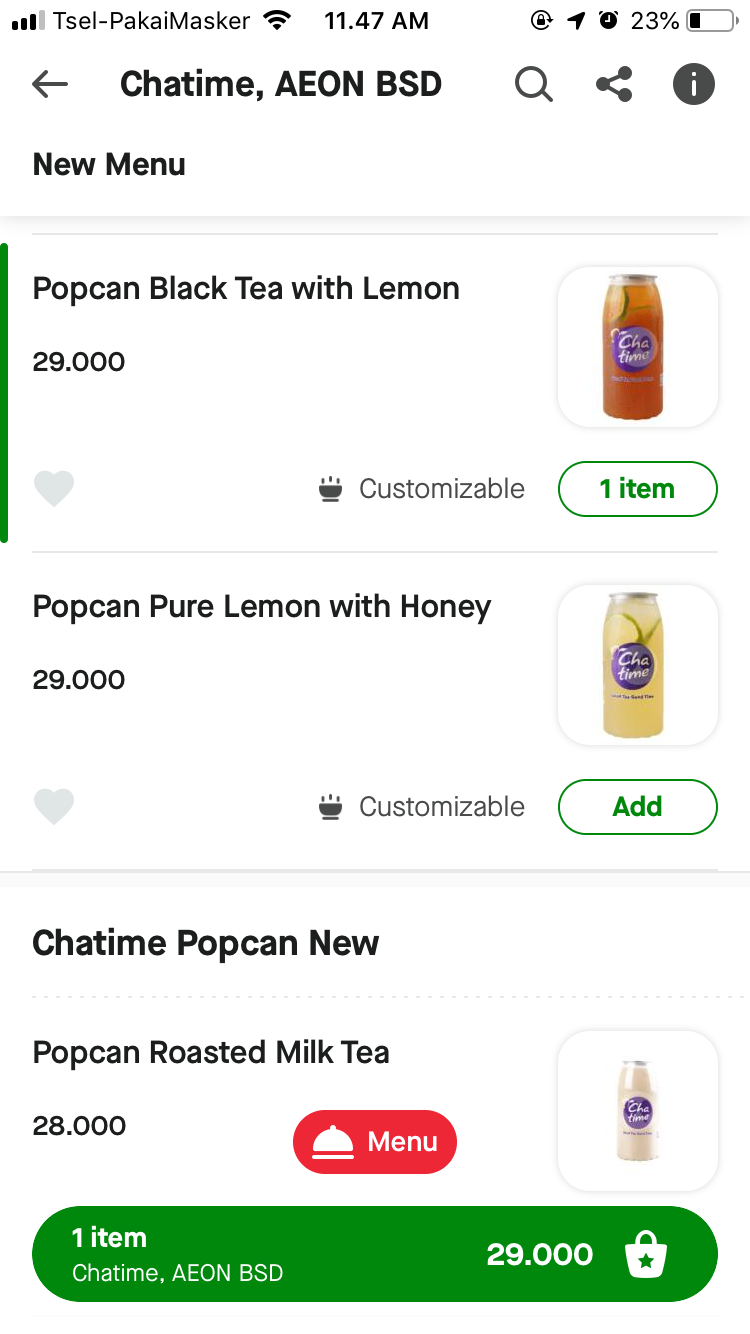 Tsel-PakaiMasker 11.47 AM 23%
Chatime, AEON BSD
New Menu
Popcan Black Tea with Lemon
29.000
Cha
time
Customizable
1 item
Popcan Pure Lemon with Honey
29.000
Cha
time
Customizable
Add
Chatime Popcan New
Popcan Roasted Milk Tea
28.000
Cha
time
Menu
1 item
Chatime, AEON BSD
29.000